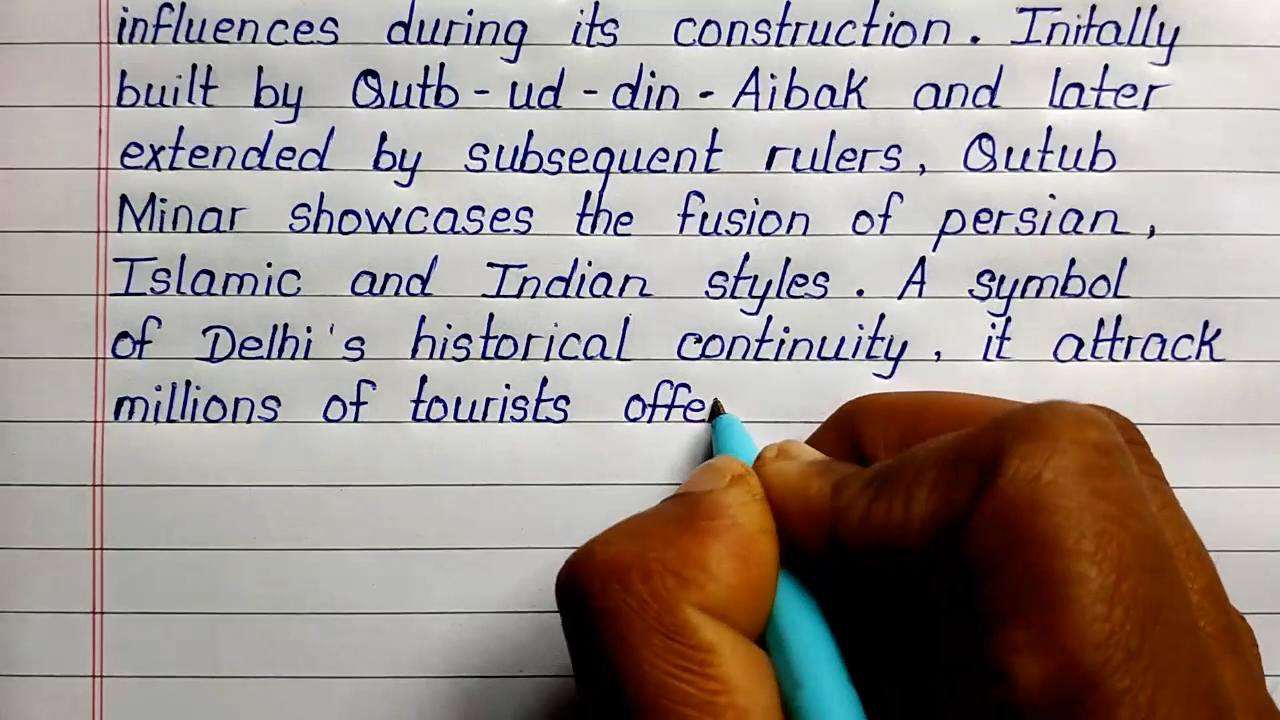 influences during its construction. Initally
built by Qutb-ud-din-Aibak and later
extended by subsequent rulers, Qutub
Minar showcases the fusion of persian,
Islamic and Indian styles. A symbol
of Delhi's historical continuity, it attrack
millions of tourists offe